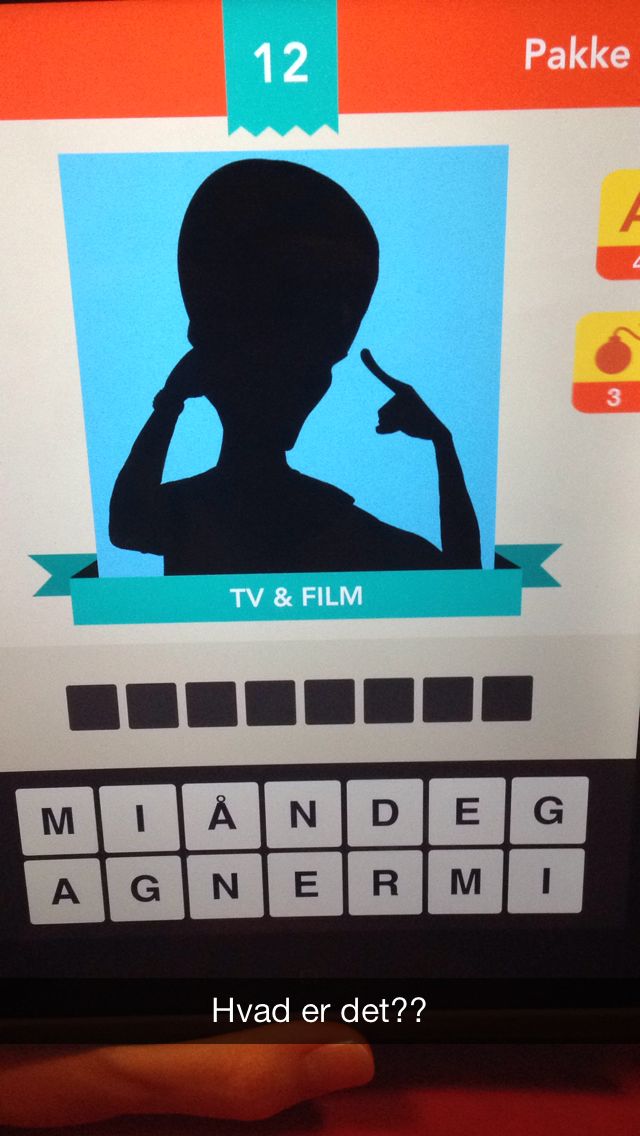 12
Pakke
A
4
3
TV & FILM
M I Å N D E G
A G N E R M I
Hvad er det??